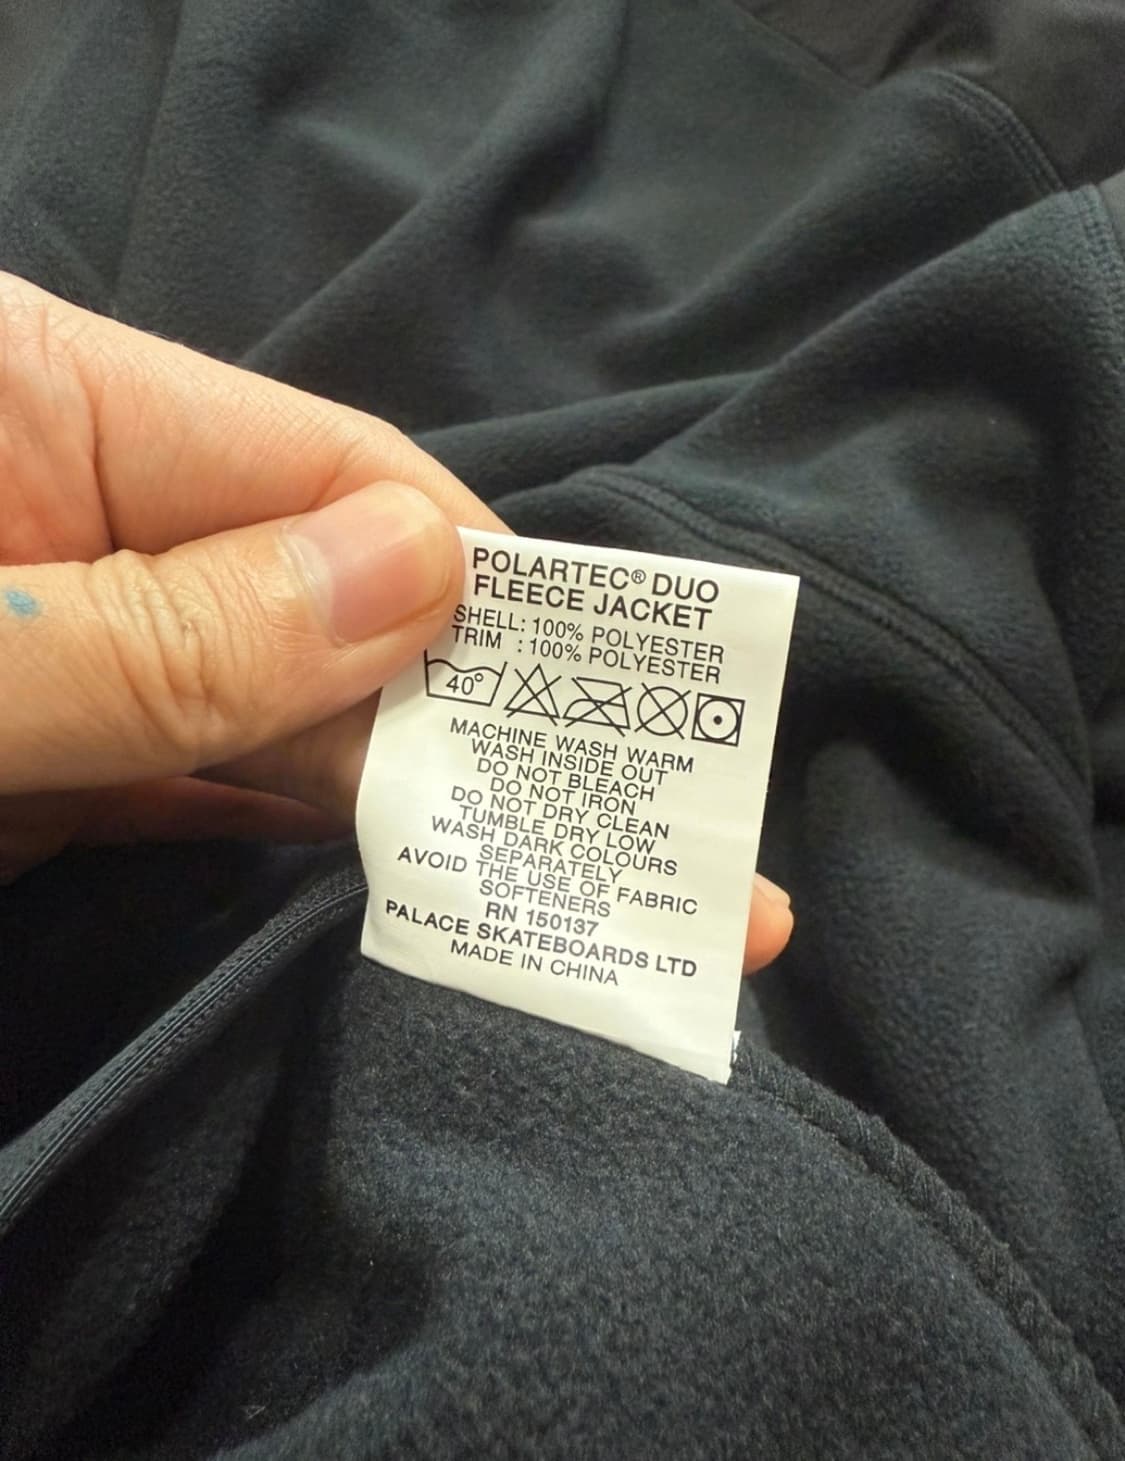 POLARTEC® DUO
FLEECE JACKET
SHELL: 100% POLYESTER
TRIM : 100% POLYESTER
40°
MACHINE WASH WARM
WASH INSIDE OUT
DO NOT BLEACH
DO NOT IRON
DO NOT DRY CLEAN
TUMBLE DRY LOW
WASH DARK COLOURS
SEPARATELY
AVOID THE USE OF FABRIC
SOFTENERS
RN 150137
PALACE SKATEBOARDS LTD
MADE IN CHINA